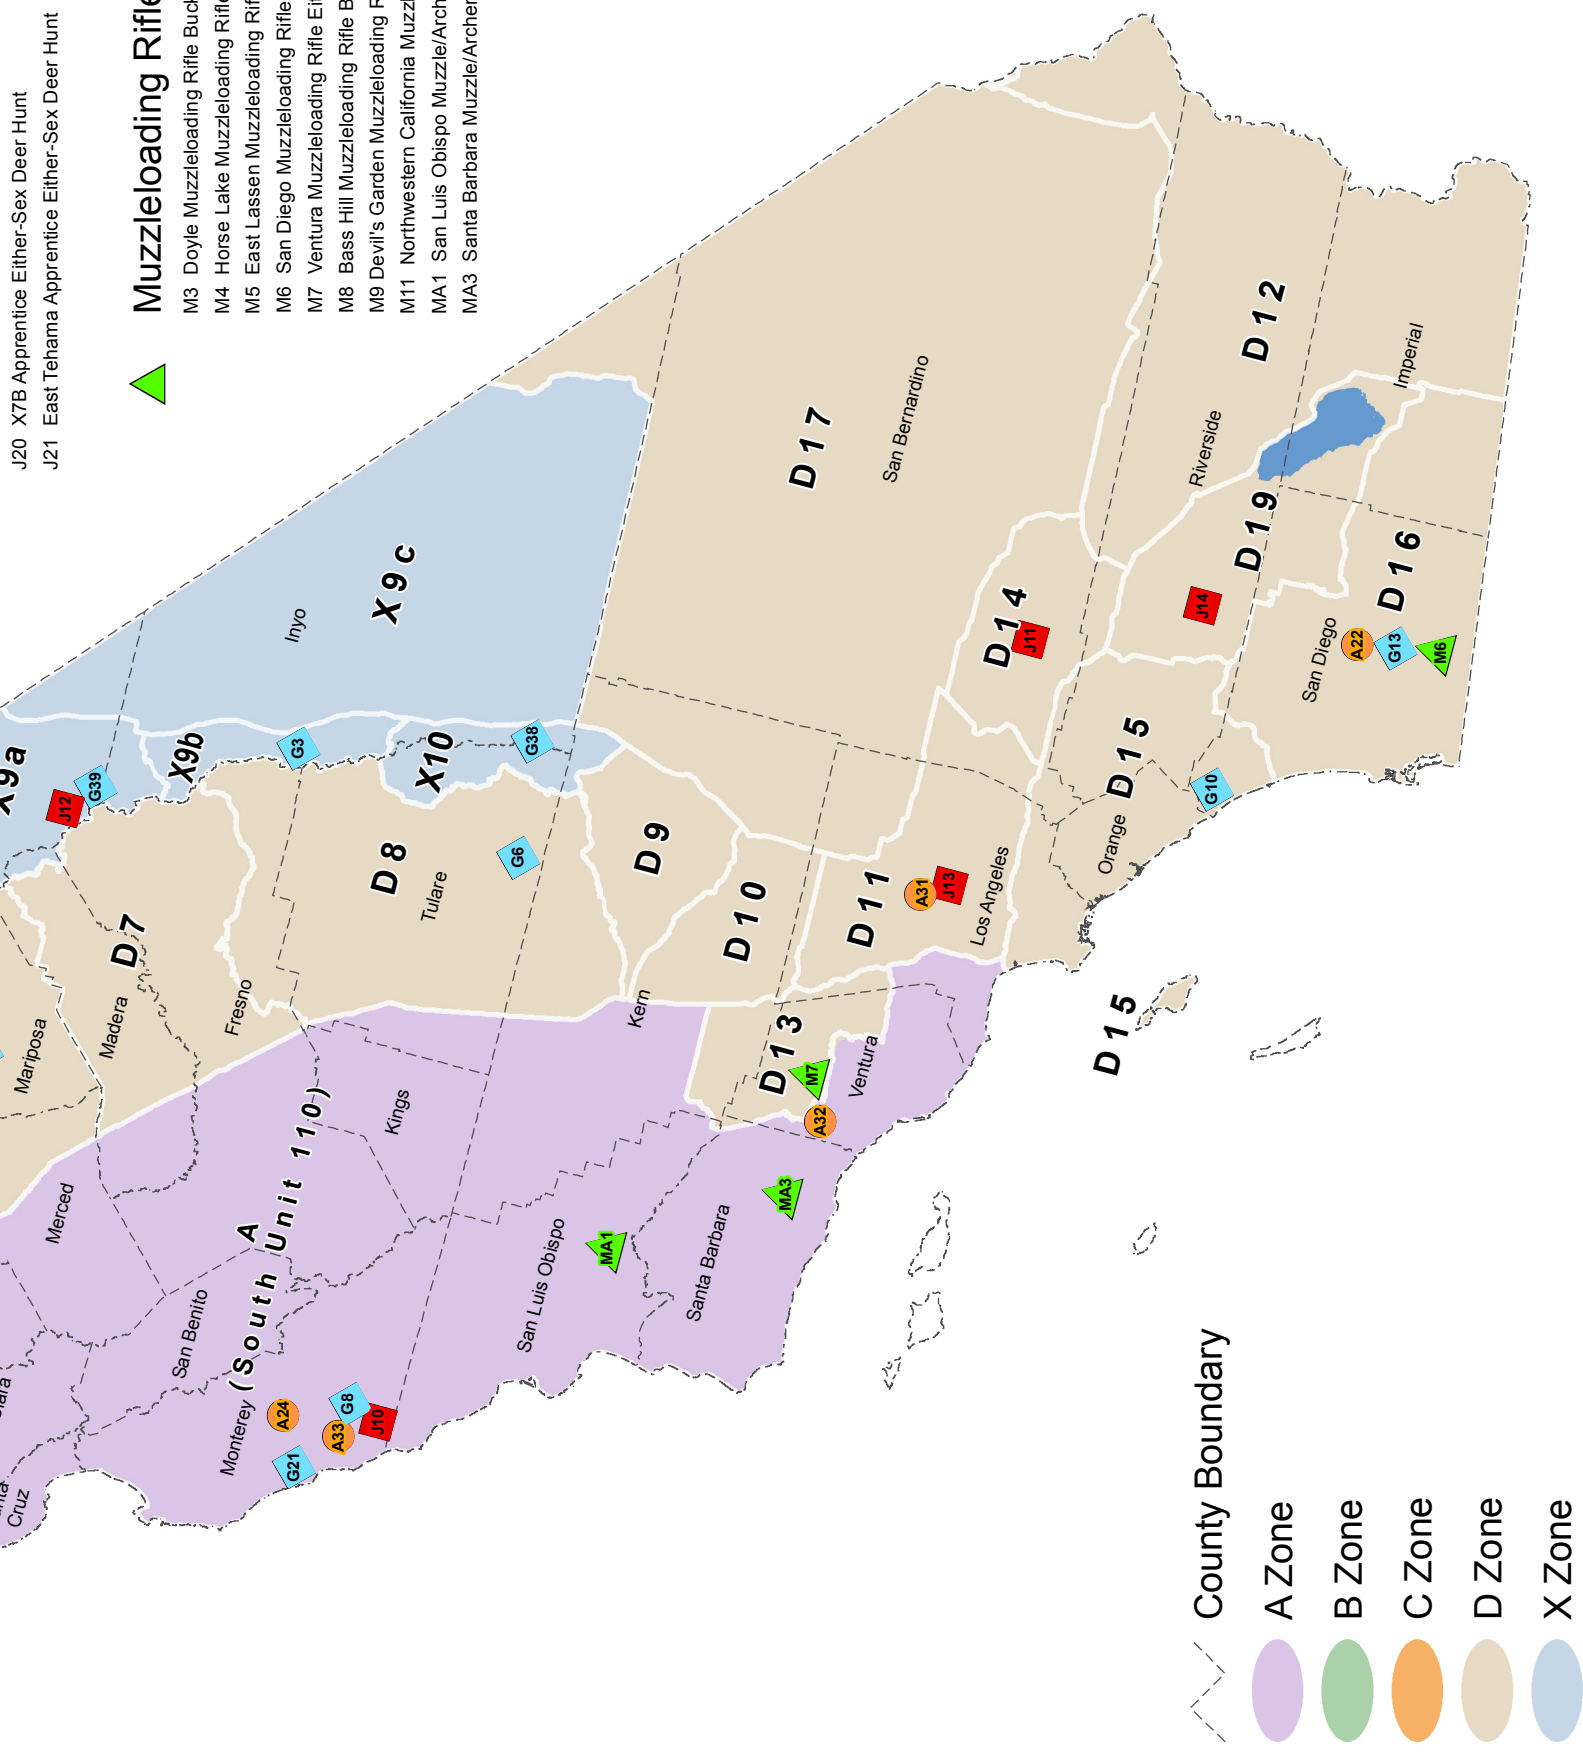 J20 X7B Apprentice Either-Sex Deer Hunt
J21 East Tehama Apprentice Either-Sex Deer Hunt
Muzzleloading Rifle
M3 Doyle Muzzleloading Rifle Buck
M4 Horse Lake Muzzleloading Rifle
M5 East Lassen Muzzleloading Rif
M6 San Diego Muzzleloading Rifle
M7 Ventura Muzzleloading Rifle Ei
M8 Bass Hill Muzzleloading Rifle B
M9 Devil's Garden Muzzleloading R
M11 Northwestern California Muzzl
MA1 San Luis Obispo Muzzle/Arch
MA3 Santa Barbara Muzzle/Archer
X9a
J12
G39
X9b
G3
X10
G38
Inyo
X9c
D7
Mariposa
Madera
Fresno
D8
Tulare
G6
D9
Kern
D10
D17
San Bernardino
D11
A31
J13
Los Angeles
D13
M7
A32
Ventura
D14
J11
D15
Orange
G10
D15
Riverside
D12
Imperial
D19
J14
D16
San Diego
A22
G13
M6
Merced
Kings
A
(South Unit 110)
San Benito
Monterey
A24
A33
G8
J10
G21
Cruz
San Luis Obispo
MA1
Santa Barbara
MA3
County Boundary
A Zone
B Zone
C Zone
D Zone
X Zone